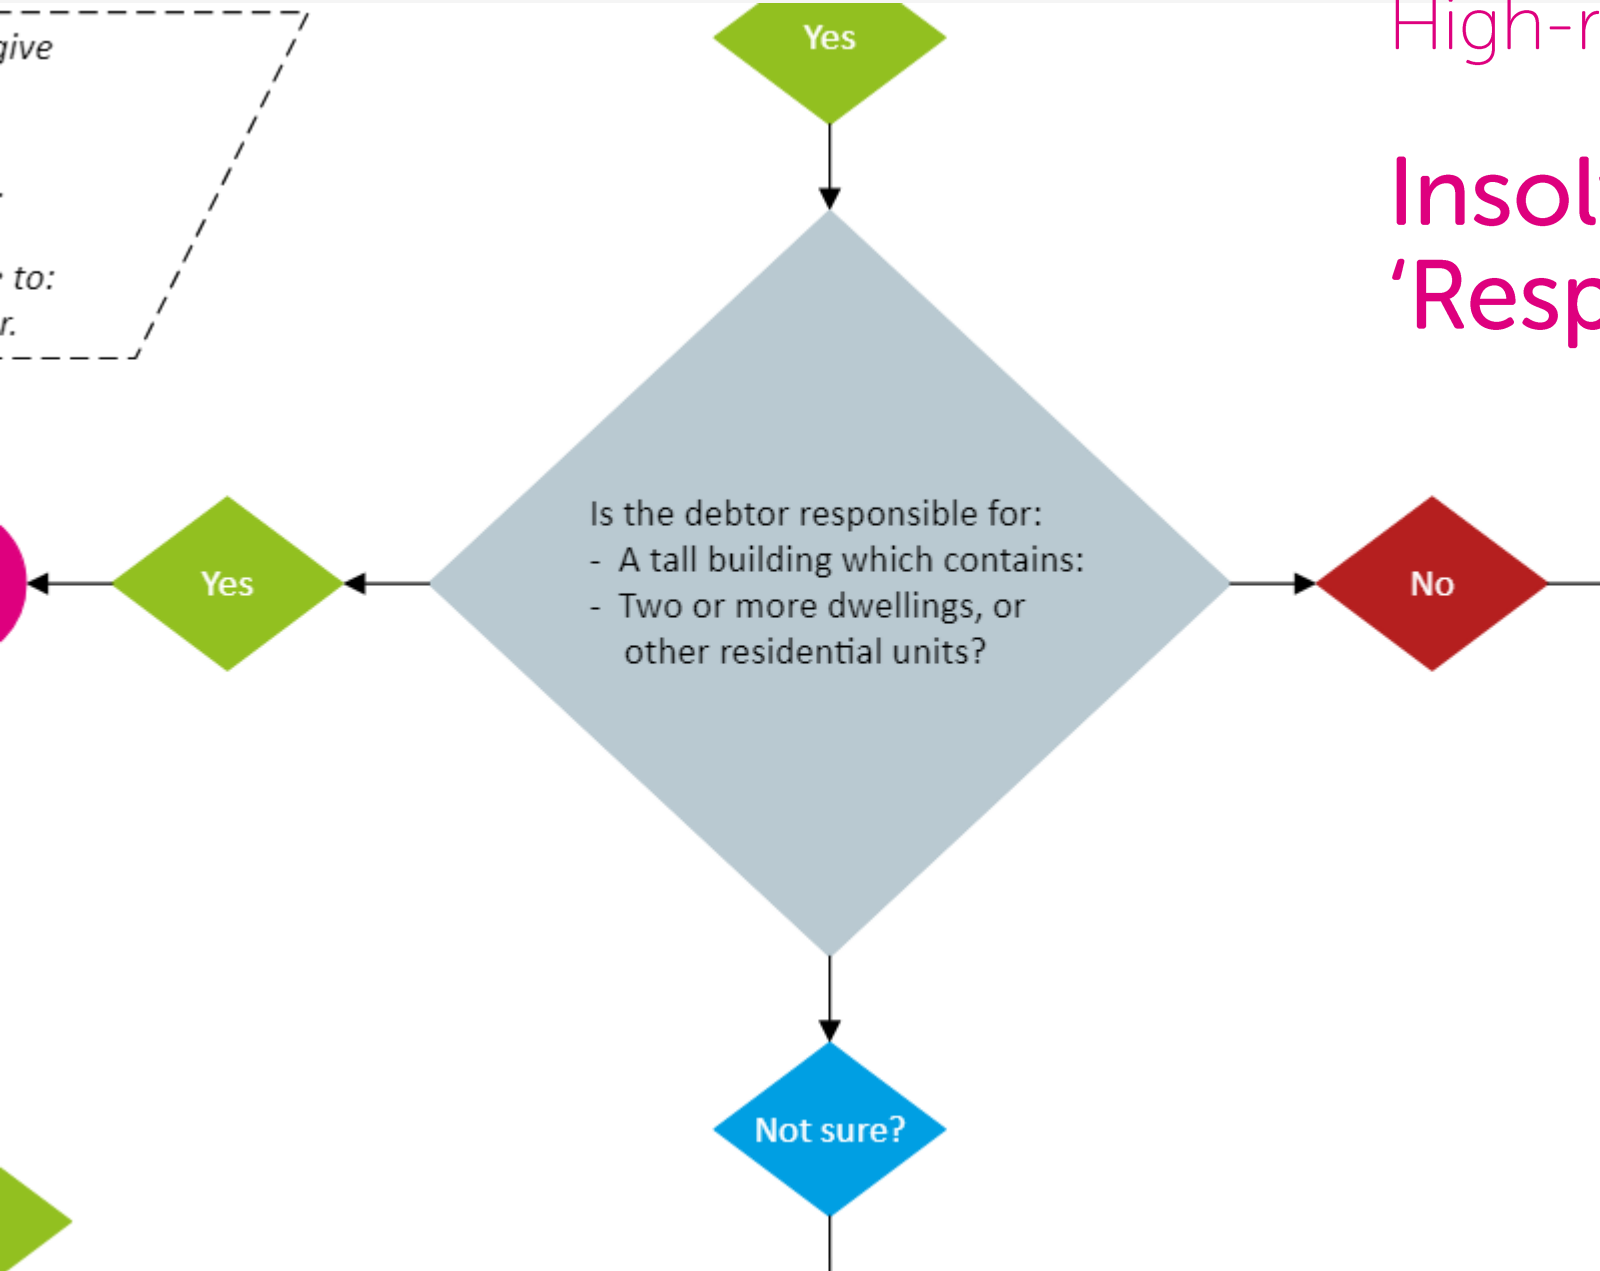 give
to:
r.
Yes
High-r
Insol
‘Resp
Is the debtor responsible for:
- A tall building which contains:
- Two or more dwellings, or
other residential units?
Yes
No
Not sure?